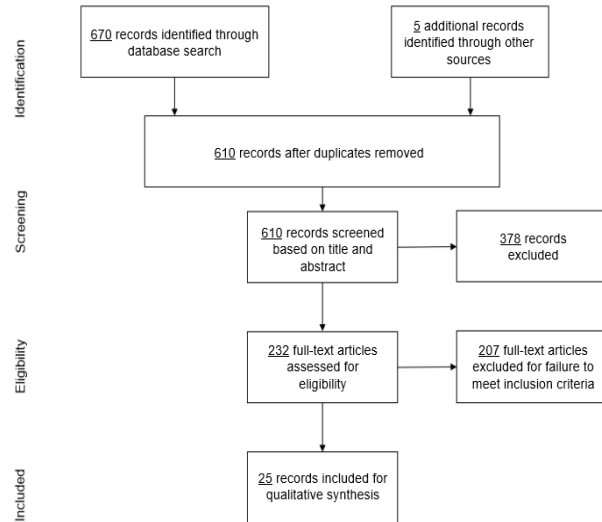 Identification
670 records identified through
database search
5 additional records
identified through other
sources
610 records after duplicates removed
Screening
610 records screened
based on title and
abstract
378 records
excluded
Eligibility
232 full-text articles
assessed for
eligibility
207 full-text articles
excluded for failure to
meet inclusion criteria
Included
25 records included for
qualitative synthesis